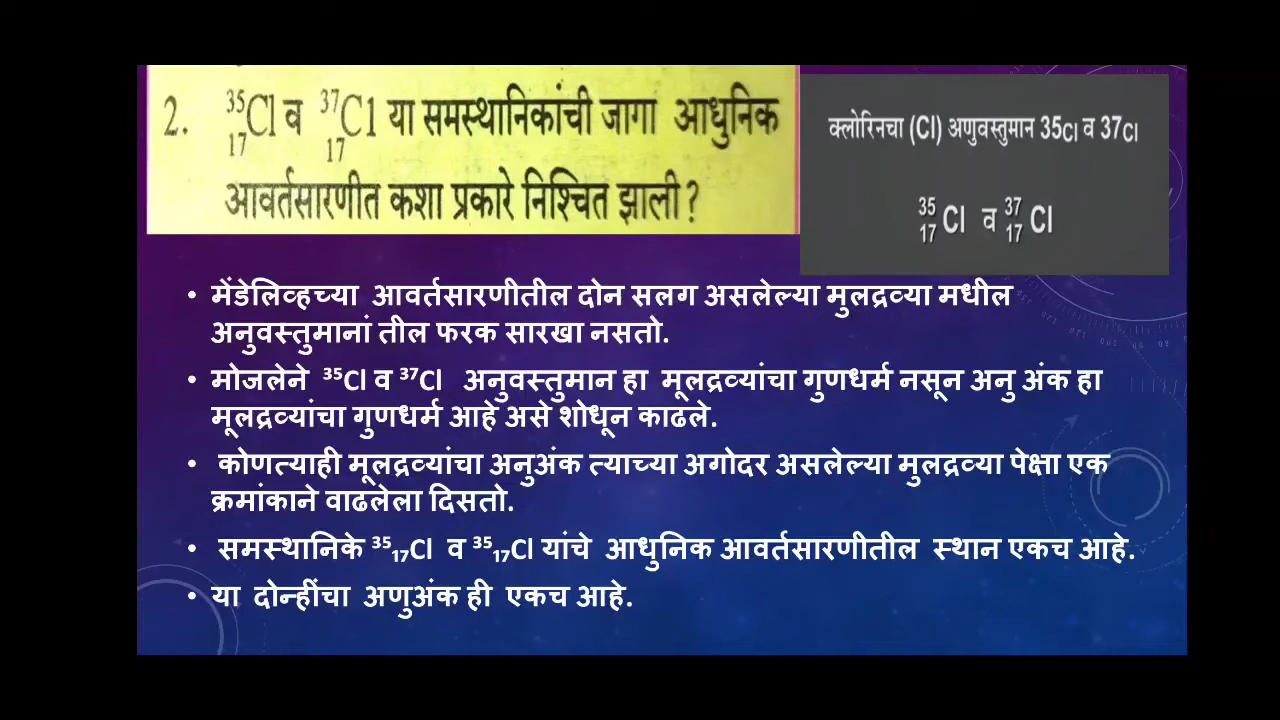 2. ³⁵₁₇Cl व ³⁷₁₇C1 या समस्थानिकांची जागा आधुनिक
आवर्तसारणीत कशा प्रकारे निश्चित झाली?
क्लोरिनचा (Cl) अणुवस्तुमान 35Cl व 37Cl
³⁵₁₇Cl व ³⁷₁₇Cl
• मेंडेलिव्हच्या आवर्तसारणीतील दोन सलग असलेल्या मुलद्रव्या मधील
अनुवस्तुमानां तील फरक सारखा नसतो.
• मोजलेने ³⁵Cl व ³⁷Cl अनुवस्तुमान हा मूलद्रव्यांचा गुणधर्म नसून अनु अंक हा
मूलद्रव्यांचा गुणधर्म आहे असे शोधून काढले.
• कोणत्याही मूलद्रव्यांचा अनुअंक त्याच्या अगोदर असलेल्या मुलद्रव्या पेक्षा एक
क्रमांकाने वाढलेला दिसतो.
• समस्थानिके ³⁵₁₇Cl व ³⁵₁₇Cl यांचे आधुनिक आवर्तसारणीतील स्थान एकच आहे.
• या दोन्हींचा अणुअंक ही एकच आहे.